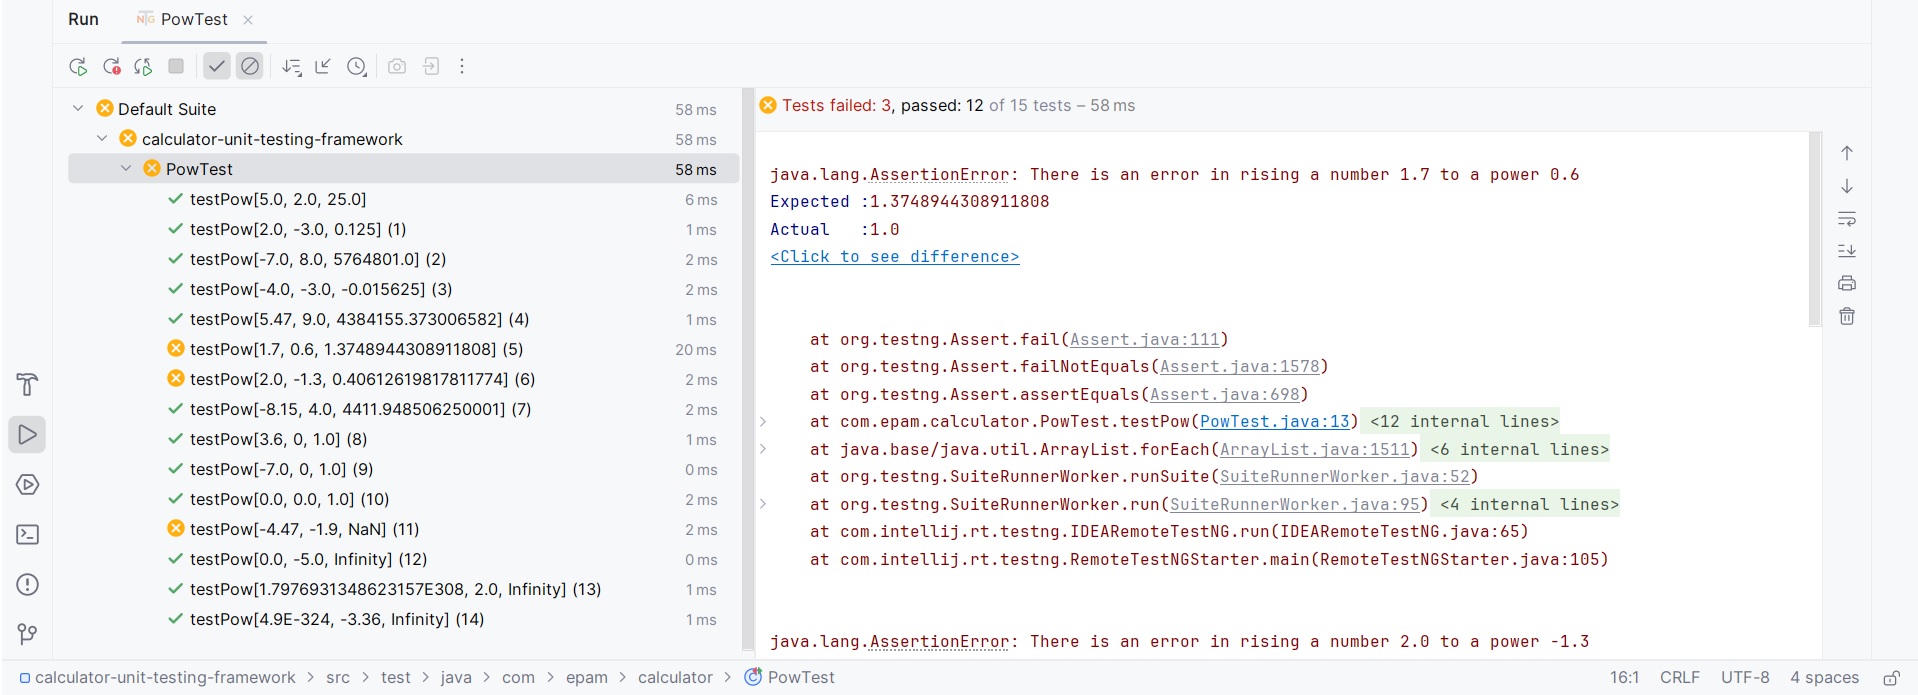 Run PowTest
Default Suite 58 ms
calculator-unit-testing-framework 58 ms
PowTest 58 ms
testPow[5.0, 2.0, 25.0] 6 ms
testPow[2.0, -3.0, 0.125] (1) 1 ms
testPow[-7.0, 8.0, 5764801.0] (2) 2 ms
testPow[-4.0, -3.0, -0.015625] (3) 2 ms
testPow[5.47, 9.0, 4384155.373006582] (4) 1 ms
testPow[1.7, 0.6, 1.3748944308911808] (5) 20 ms
testPow[2.0, -1.3, 0.40612619817811774] (6) 2 ms
testPow[-8.15, 4.0, 4411.948506250001] (7) 2 ms
testPow[3.6, 0, 1.0] (8) 1 ms
testPow[-7.0, 0, 1.0] (9) 0 ms
testPow[0.0, 0.0, 1.0] (10) 2 ms
testPow[-4.47, -1.9, NaN] (11) 2 ms
testPow[0.0, -5.0, Infinity] (12) 0 ms
testPow[1.7976931348623157E308, 2.0, Infinity] (13) 1 ms
testPow[4.9E-324, -3.36, Infinity] (14) 1 ms
Tests failed: 3, passed: 12 of 15 tests – 58 ms
java.lang.AssertionError: There is an error in rising a number 1.7 to a power 0.6
Expected :1.3748944308911808
Actual   :1.0
<Click to see difference>
at org.testng.Assert.fail(Assert.java:111)
at org.testng.Assert.failNotEquals(Assert.java:1578)
at org.testng.Assert.assertEquals(Assert.java:698)
at com.epam.calculator.PowTest.testPow(PowTest.java:13) <12 internal lines>
at java.base/java.util.ArrayList.forEach(ArrayList.java:1511) <6 internal lines>
at org.testng.SuiteRunnerWorker.runSuite(SuiteRunnerWorker.java:52)
at org.testng.SuiteRunnerWorker.run(SuiteRunnerWorker.java:95) <4 internal lines>
at com.intellij.rt.testng.IDEARemoteTestNG.run(IDEARemoteTestNG.java:65)
at com.intellij.rt.testng.RemoteTestNGStarter.main(RemoteTestNGStarter.java:105)
java.lang.AssertionError: There is an error in rising a number 2.0 to a power -1.3
calculator-unit-testing-framework > src > test > java > com > epam > calculator > PowTest 16:1 CRLF UTF-8 4 spaces